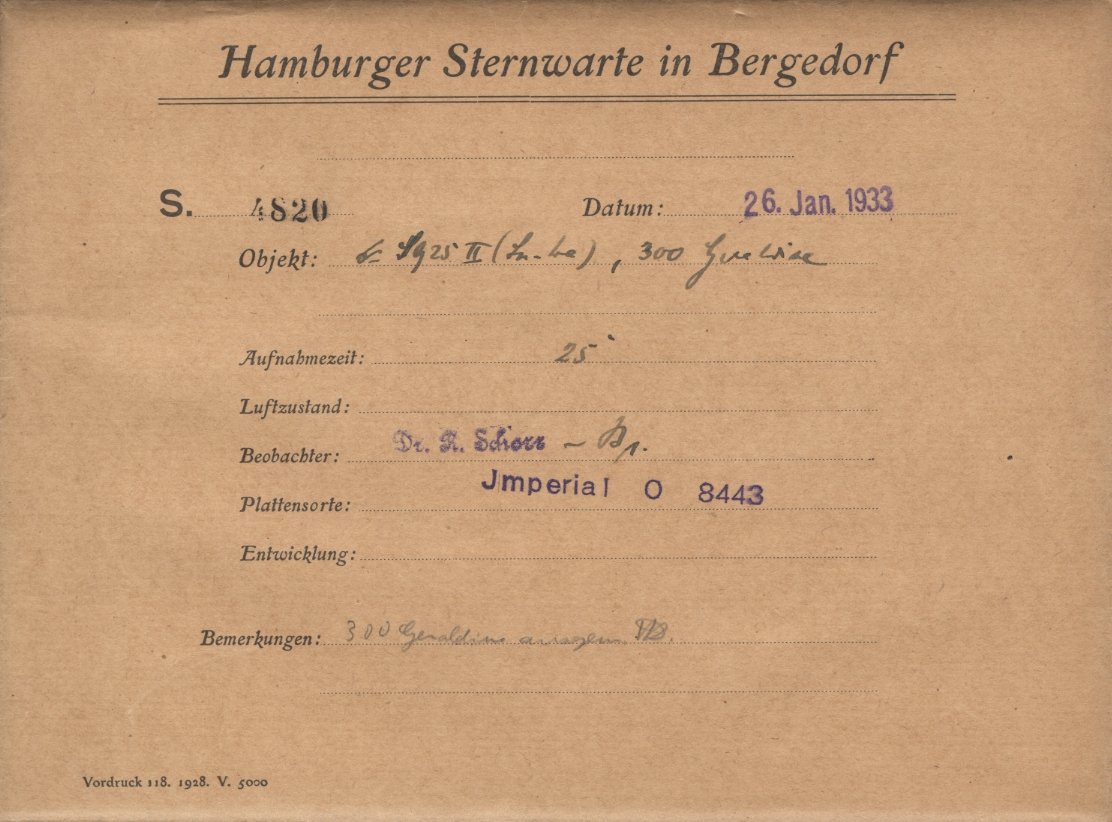 Hamburger Sternwarte in Bergedorf
S. 4820 Datum: 26. Jan. 1933
Objekt: 300 Geraldine
Aufnahmezeit: 25
Luftzustand:
Beobachter: Dr. R. Schorr – Br.
Plattensorte: Jmperial O 8443
Entwicklung:
Bemerkungen: 300 Geraldine
Vordruck 118. 1928. V. 5000